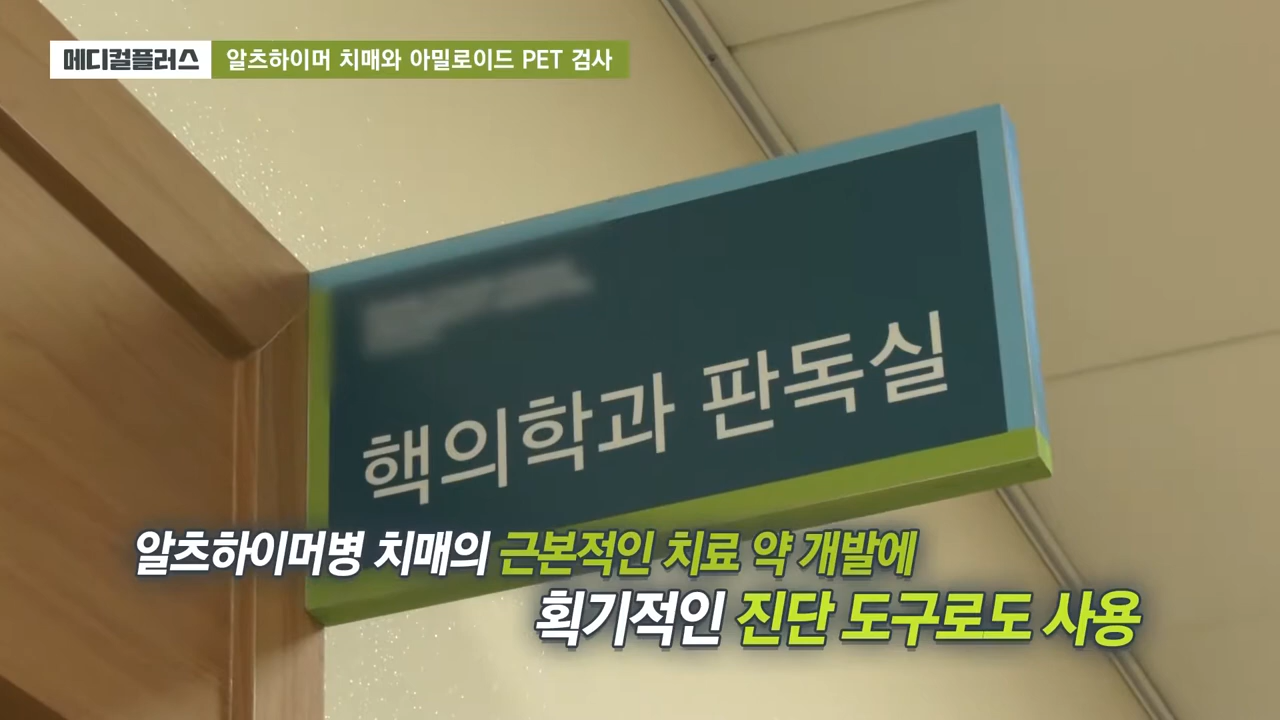 메디컬플러스 알츠하이머 치매와 아밀로이드 PET 검사
핵의학과 판독실
알츠하이머병 치매의 근본적인 치료 약 개발에
획기적인 진단 도구로도 사용